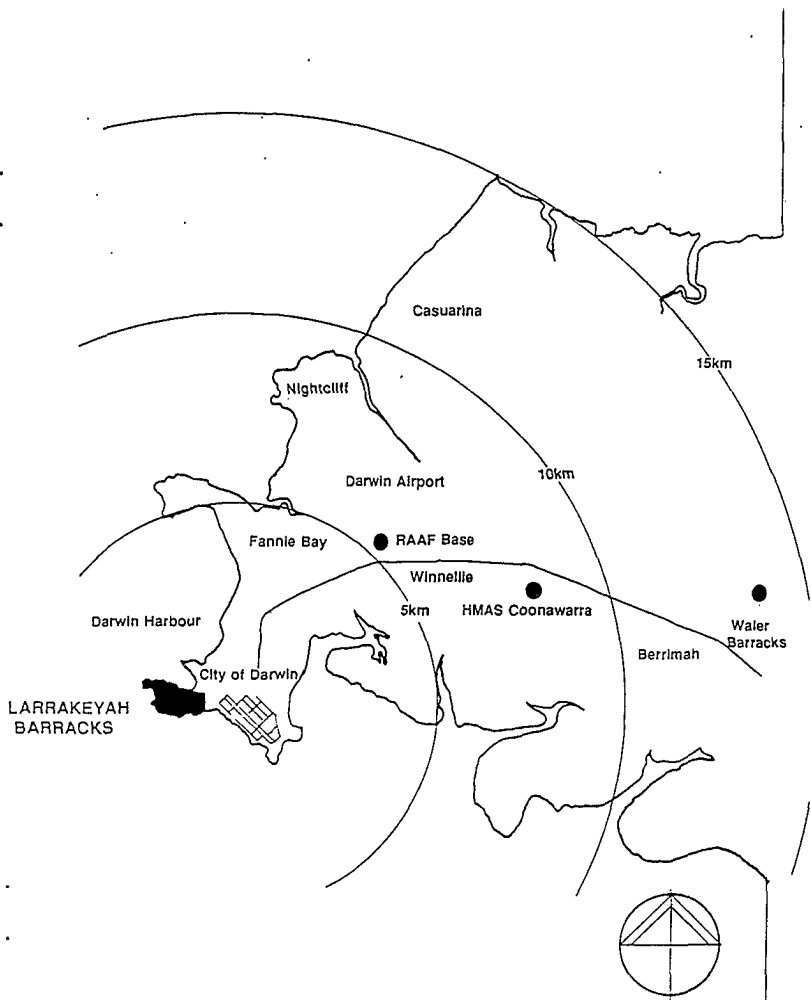 Casuarina
15km
Nightcliff
10km
Darwin Airport
Fannie Bay
RAAF Base
Winnellie
5km
HMAS Coonawarra
Darwin Harbour
Waler
Barracks
Berrimah
City of Darwin
LARRAKEYAH
BARRACKS